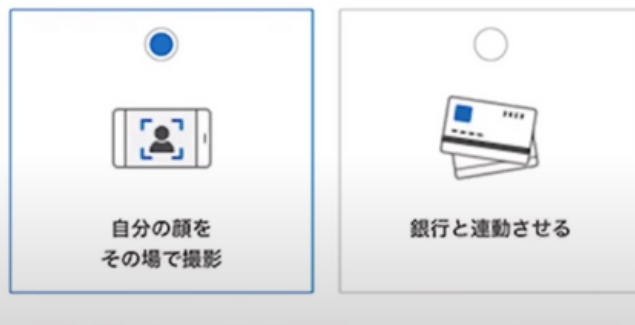 自分の顔を
その場で撮影
銀行と連動させる